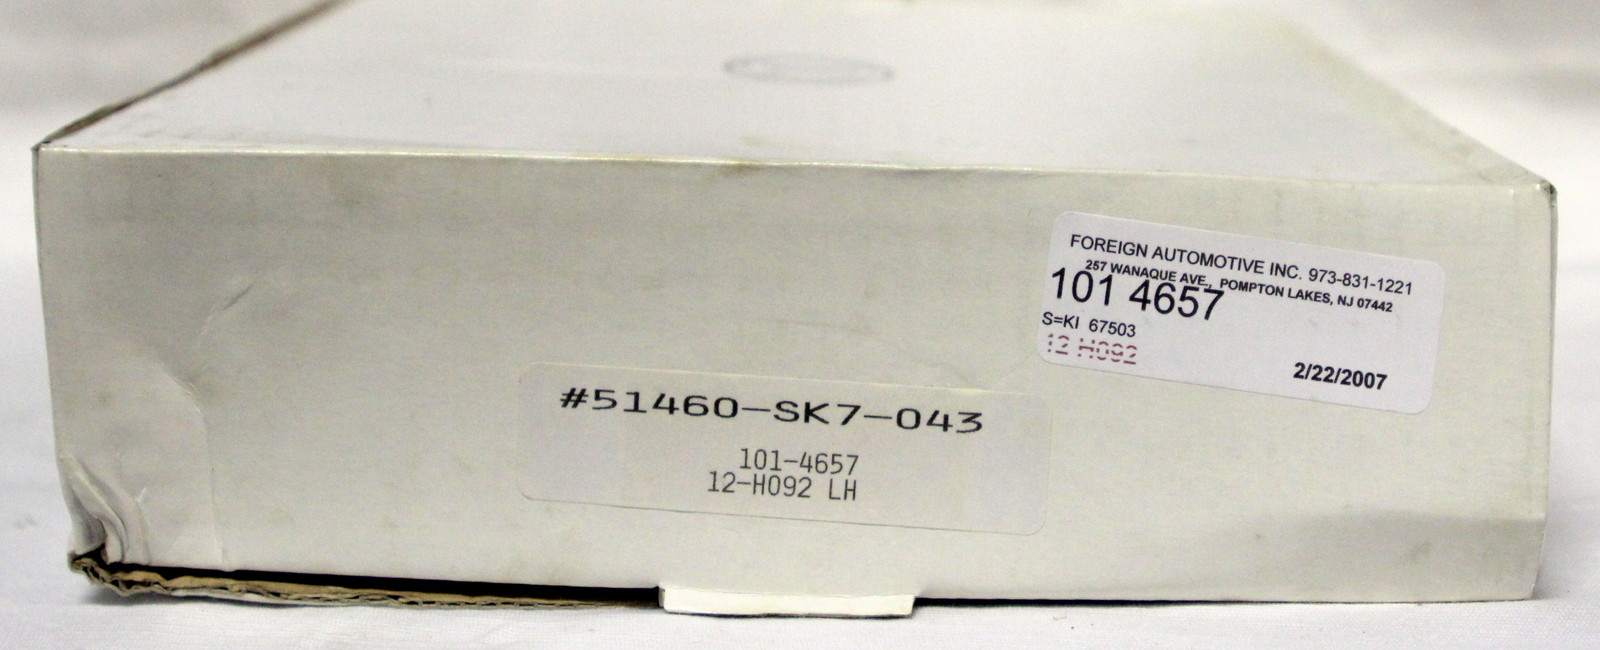 FOREIGN AUTOMOTIVE INC. 973-831-1221
257 WANAQUE AVE., POMPTON LAKES, NJ 07442
101 4657
S=KI 67503
12 H092
2/22/2007
#51460-SK7-043
101-4657
12-H092 LH